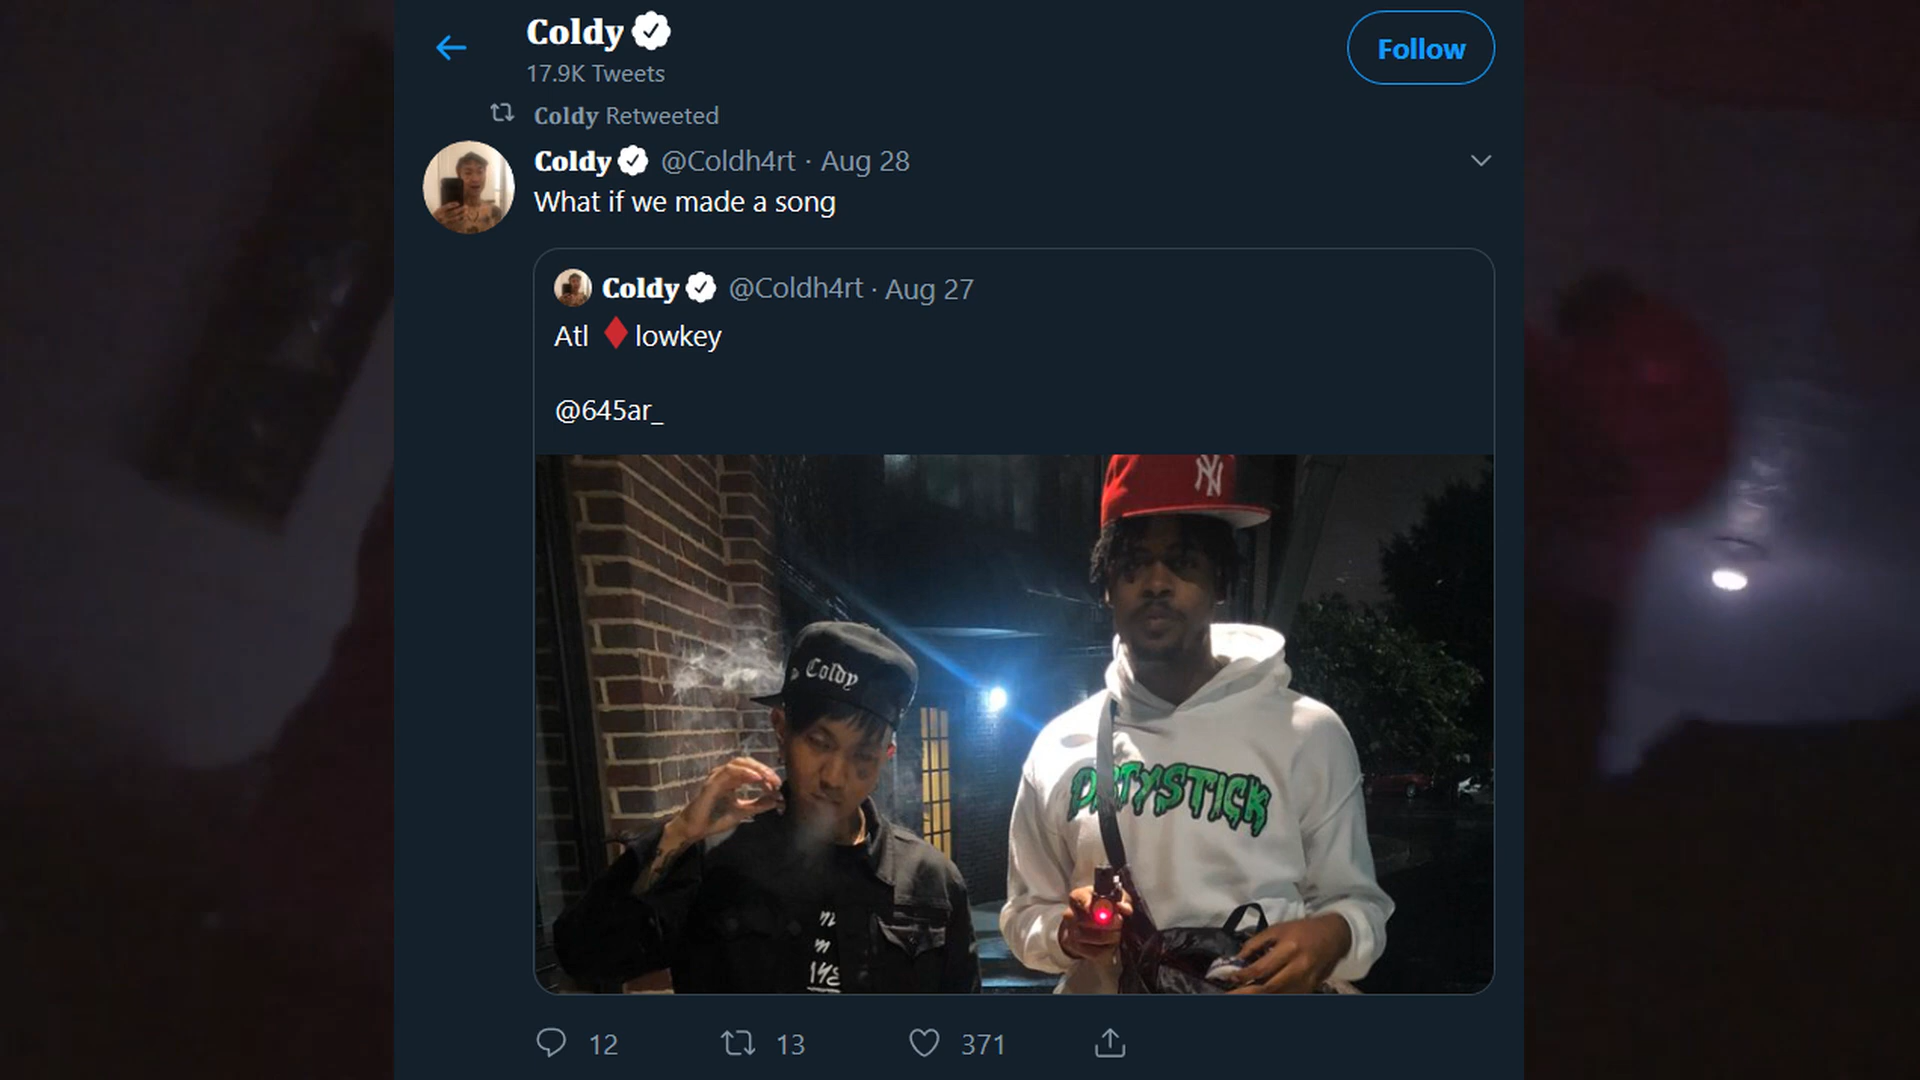 Coldy
17.9K Tweets
Follow
Coldy Retweeted
Coldy @Coldh4rt · Aug 28
What if we made a song
Coldy @Coldh4rt · Aug 27
Atl ♦️ lowkey
@645ar_
NY
Coldy
12
13
371